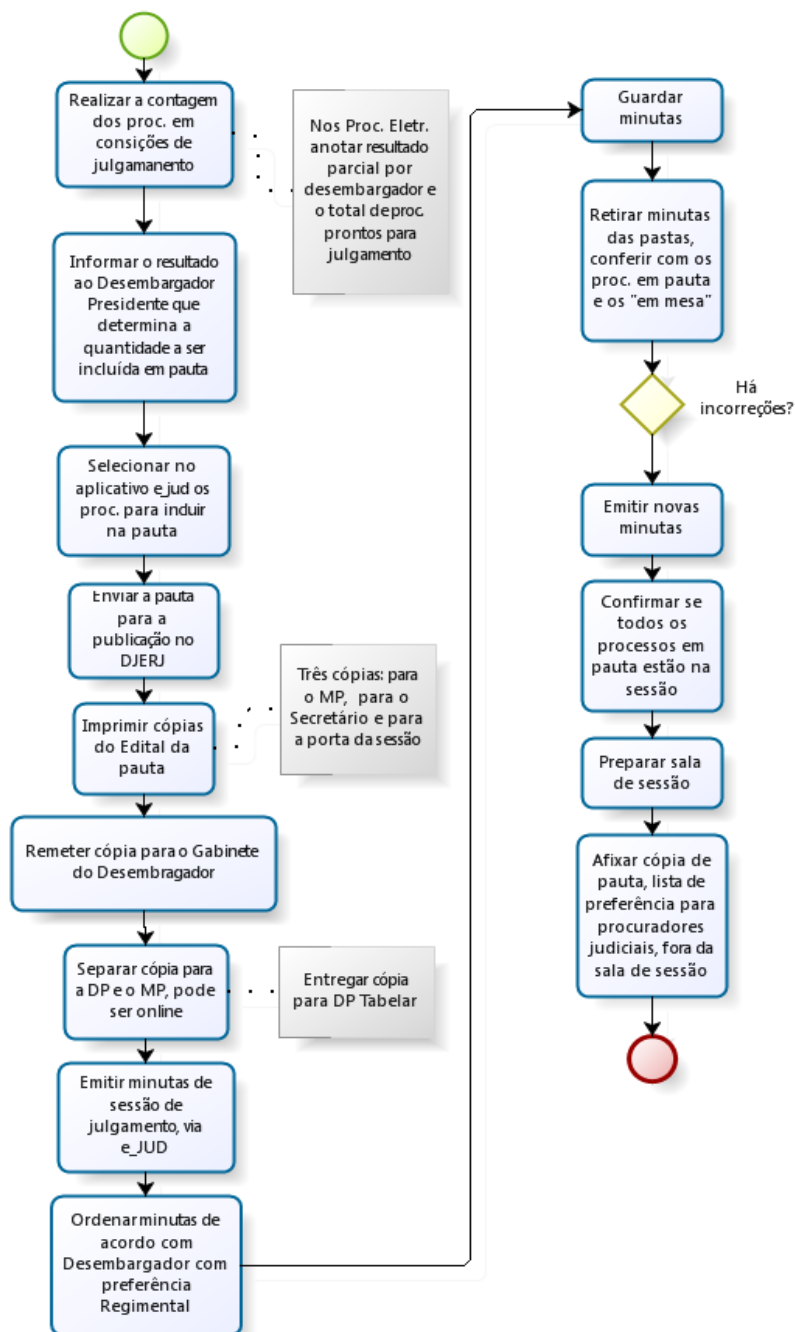 Realizar a contagem
dos proc. em
consições de
julgamanento
Nos Proc. Eletr.
anotar resultado
parcial por
desembargador e
o total de proc.
prontos para
julgamento
Informar o resultado
ao Desembargador
Presidente que
determina a
quantidade a ser
incluída em pauta
Selecionar no
aplicativo e_jud os
proc. para incluir
na pauta
Enviar a pauta
para a
publicação no
DJERJ
Imprimir cópias
do Edital da
pauta
Três cópias: para
o MP, para o
Secretário e para
a porta da sessão
Remeter cópia para o Gabinete
do Desembragador
Separar cópia para
a DP e o MP, pode
ser online
Entregar cópia
para DP Tabelar
Emitir minutas de
sessão de
julgamento, via
e_JUD
Ordenar minutas de
acordo com
Desembargador com
preferência
Regimental
Guardar
minutas
Retirar minutas
das pastas,
conferir com os
proc. em pauta
e os "em mesa"
Há
incorreções?
Emitir novas
minutas
Confirmar se
todos os
processos em
pauta estão na
sessão
Preparar sala
de sessão
Afixar cópia de
pauta, lista de
preferência para
procuradores
judiciais, fora da
sala de sessão